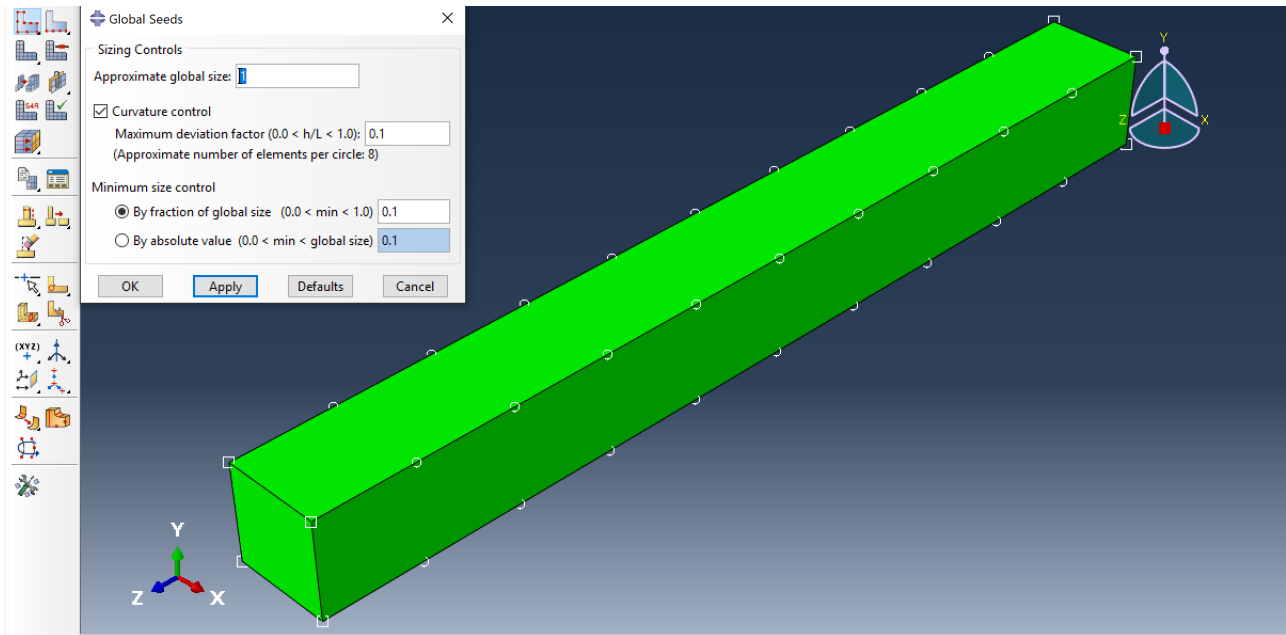 Global Seeds
Sizing Controls
Approximate global size: 1
Curvature control
Maximum deviation factor (0.0 < h/L < 1.0): 0.1
(Approximate number of elements per circle: 8)
Minimum size control
By fraction of global size (0.0 < min < 1.0) 0.1
By absolute value (0.0 < min < global size) 0.1
OK Apply Defaults Cancel
S4R
(XYZ)
Y
Z X
Y
Z X